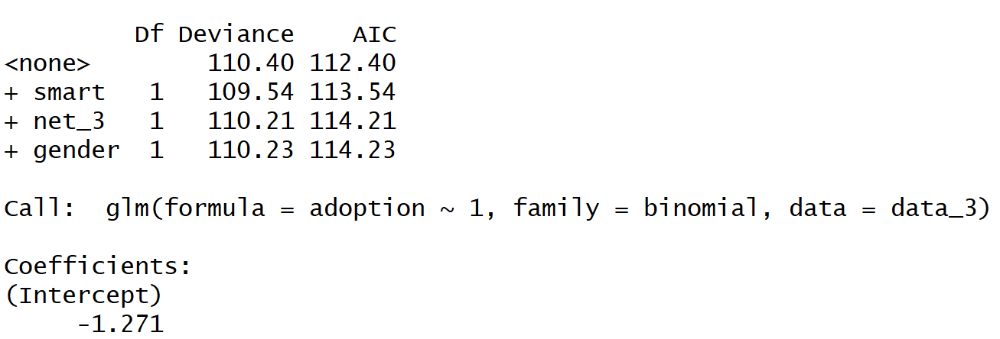 Df Deviance AIC
<none> 110.40 112.40
+ smart 1 109.54 113.54
+ net_3 1 110.21 114.21
+ gender 1 110.23 114.23
Call: glm(formula = adoption ~ 1, family = binomial, data = data_3)
Coefficients:
(Intercept)
-1.271